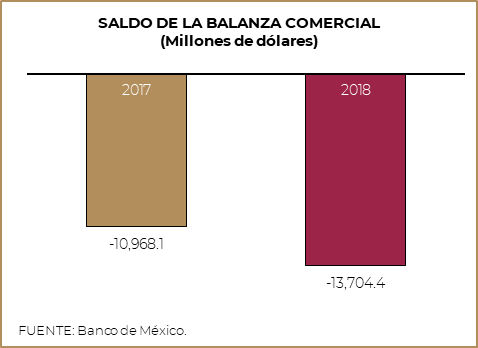 SALDO DE LA BALANZA COMERCIAL
(Millones de dólares)
2017
2018
-10,968.1
-13,704.4
FUENTE: Banco de México.